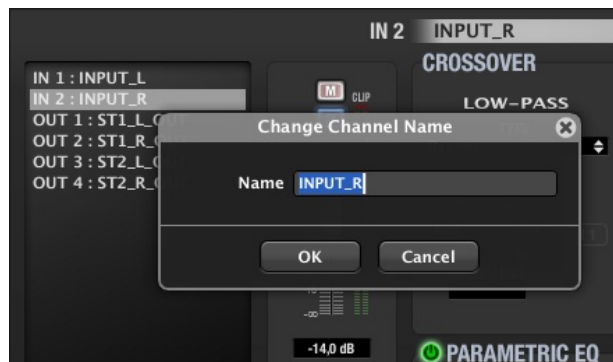 IN 2 INPUT_R
CROSSOVER
IN 1 : INPUT_L
IN 2 : INPUT_R
OUT 1 : ST1_L_
OUT 2 : ST1_R_
OUT 3 : ST2_L_
OUT 4 : ST2_R_
M CLIP
LOW-PASS
Change Channel Name
Name INPUT_R
OK Cancel
-∞
-14,0 dB
PARAMETRIC EQ